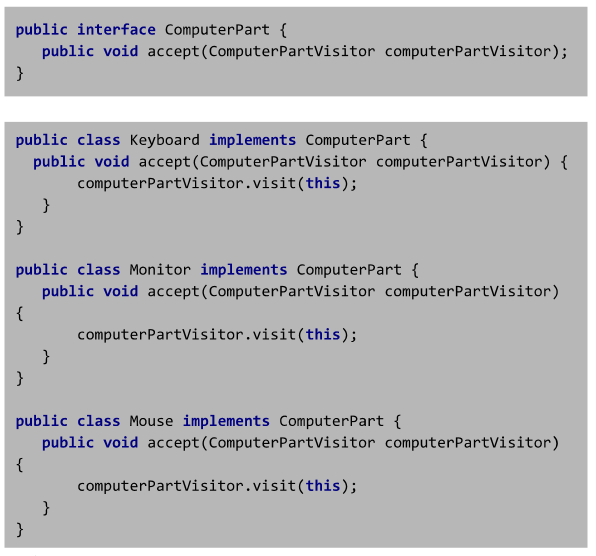 public interface ComputerPart {
   public void accept(ComputerPartVisitor computerPartVisitor);
}
public class Keyboard implements ComputerPart {
  public void accept(ComputerPartVisitor computerPartVisitor) {
       computerPartVisitor.visit(this);
   }
}
public class Monitor implements ComputerPart {
   public void accept(ComputerPartVisitor computerPartVisitor)
{
       computerPartVisitor.visit(this);
   }
}
public class Mouse implements ComputerPart {
   public void accept(ComputerPartVisitor computerPartVisitor)
{
       computerPartVisitor.visit(this);
   }
}